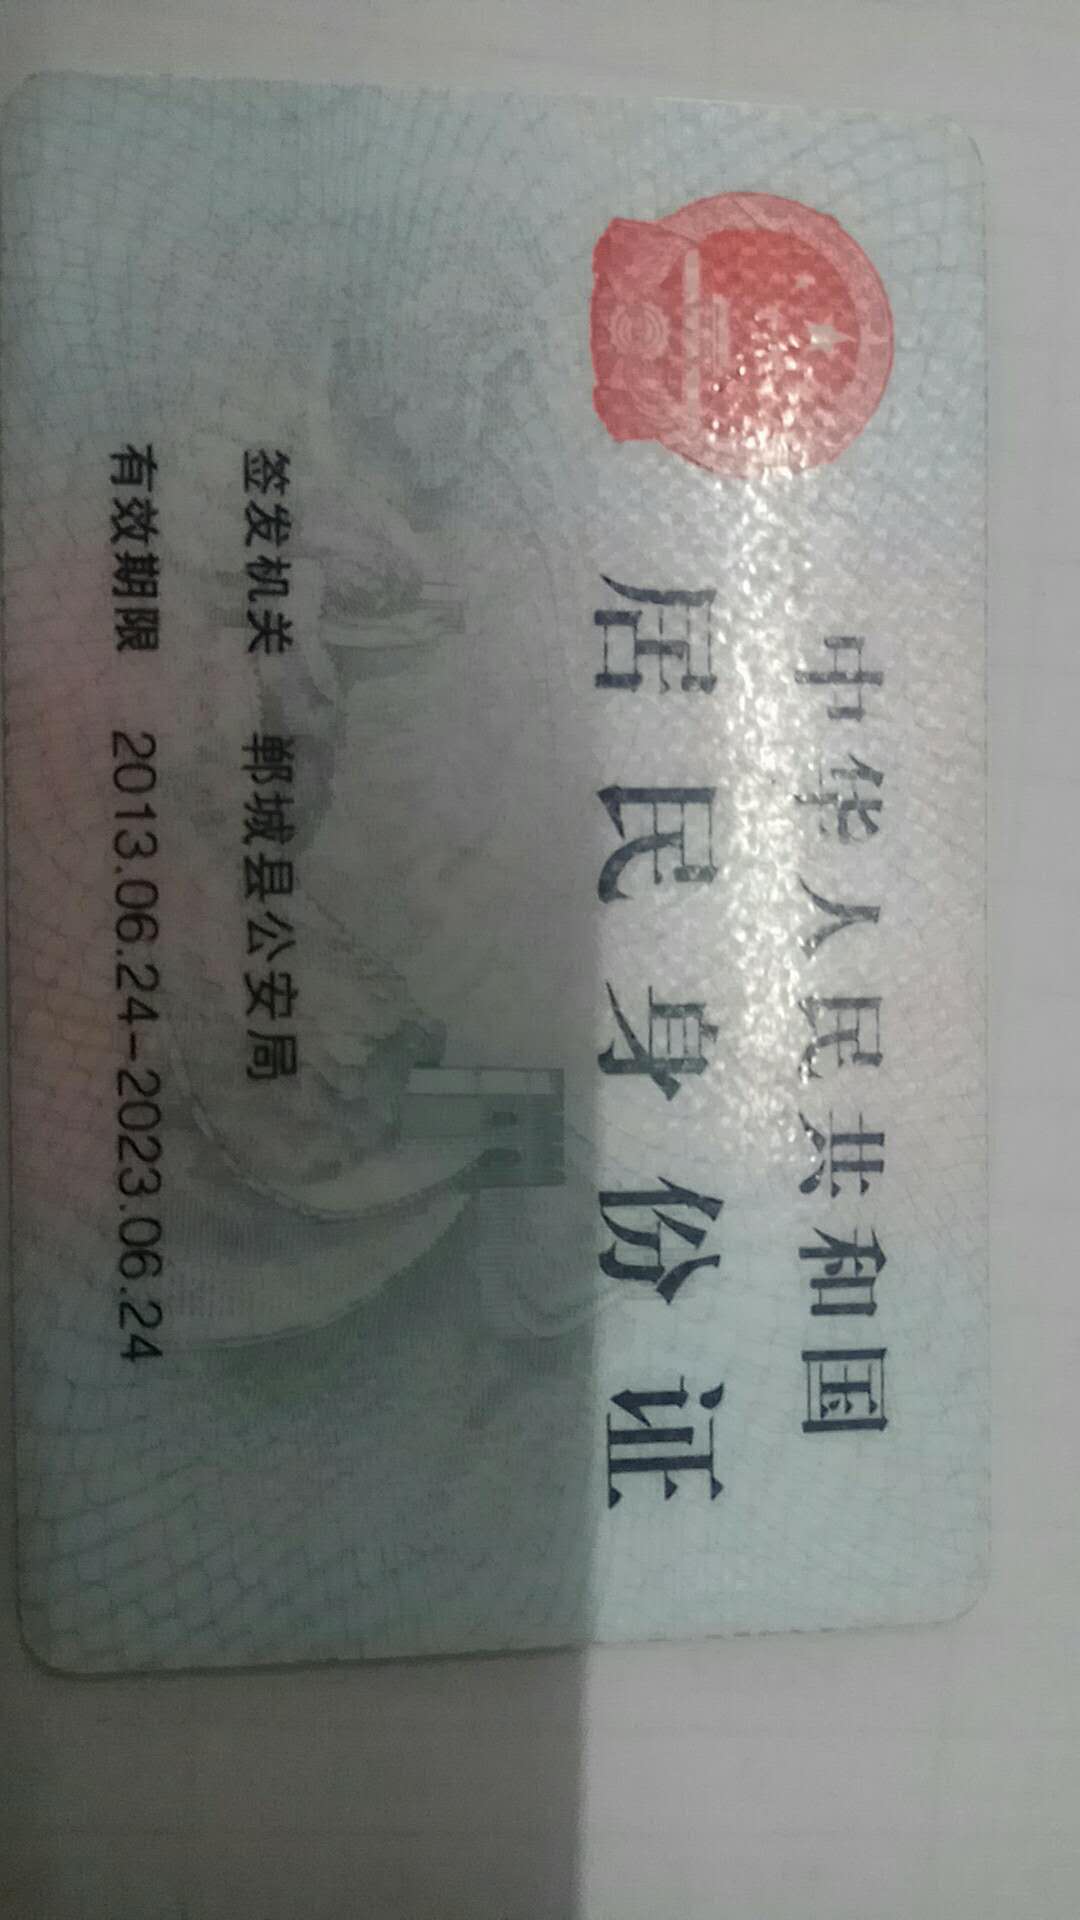 中华人民共和国
居民身份证
签发机关 郸城县公安局
有效期限 2013.06.24-2023.06.24